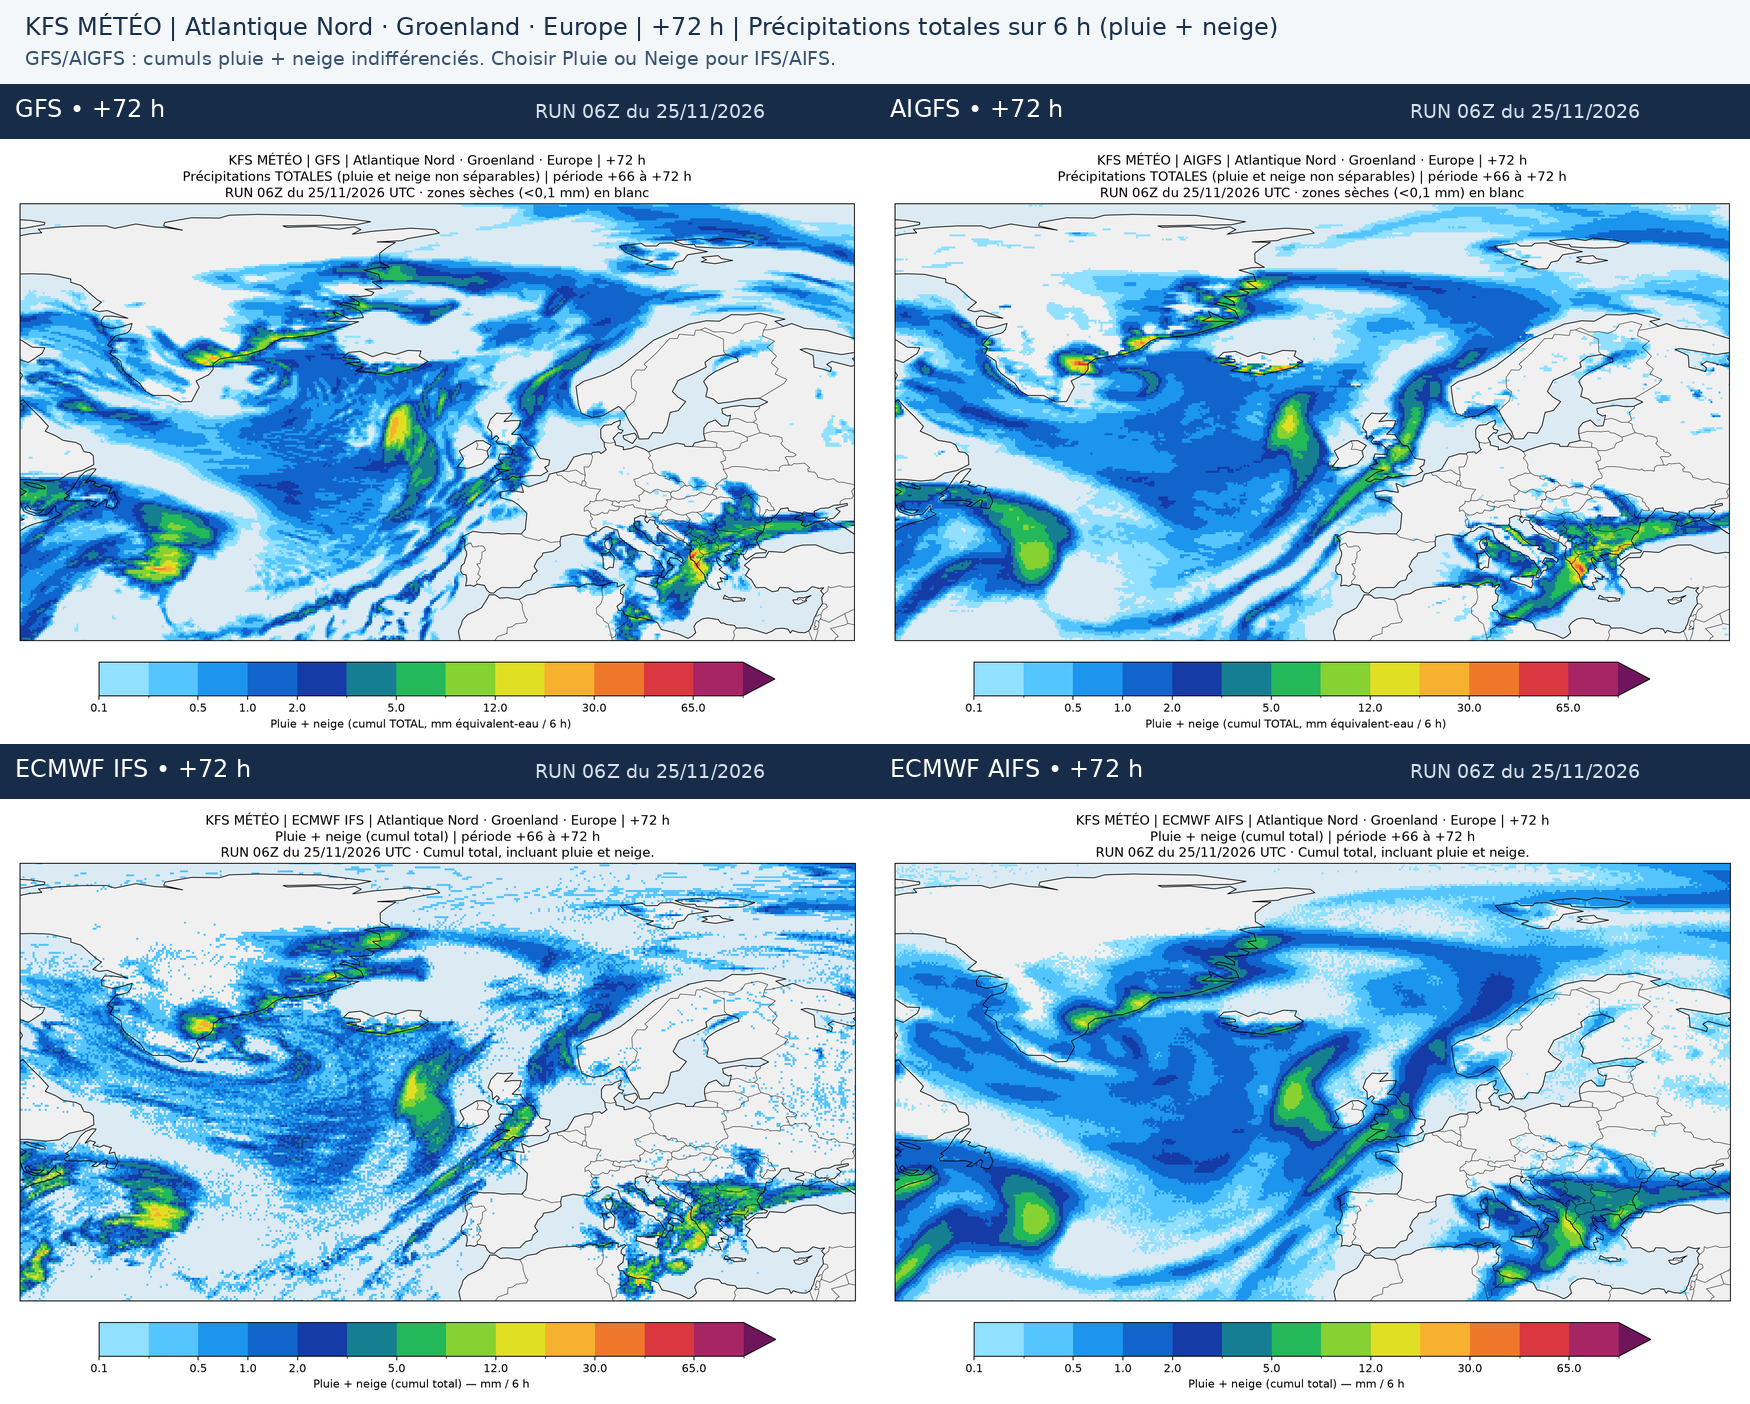 KFS MÉTÉO | Atlantique Nord · Groenland · Europe | +72 h | Précipitations totales sur 6 h (pluie + neige)
GFS/AIGFS : cumuls pluie + neige indifférenciés. Choisir Pluie ou Neige pour IFS/AIFS.
GFS • +72 h RUN 06Z du 25/11/2026
KFS MÉTÉO | GFS | Atlantique Nord · Groenland · Europe | +72 h
Précipitations TOTALES (pluie et neige non séparables) | période +66 à +72 h
RUN 06Z du 25/11/2026 UTC · zones sèches (<0,1 mm) en blanc
0.1 0.5 1.0 2.0 5.0 12.0 30.0 65.0
Pluie + neige (cumul TOTAL, mm équivalent-eau / 6 h)
AIGFS • +72 h RUN 06Z du 25/11/2026
KFS MÉTÉO | AIGFS | Atlantique Nord · Groenland · Europe | +72 h
Précipitations TOTALES (pluie et neige non séparables) | période +66 à +72 h
RUN 06Z du 25/11/2026 UTC · zones sèches (<0,1 mm) en blanc
0.1 0.5 1.0 2.0 5.0 12.0 30.0 65.0
Pluie + neige (cumul TOTAL, mm équivalent-eau / 6 h)
ECMWF IFS • +72 h RUN 06Z du 25/11/2026
KFS MÉTÉO | ECMWF IFS | Atlantique Nord · Groenland · Europe | +72 h
Pluie + neige (cumul total) | période +66 à +72 h
RUN 06Z du 25/11/2026 UTC · Cumul total, incluant pluie et neige.
0.1 0.5 1.0 2.0 5.0 12.0 30.0 65.0
Pluie + neige (cumul total) — mm / 6 h
ECMWF AIFS • +72 h RUN 06Z du 25/11/2026
KFS MÉTÉO | ECMWF AIFS | Atlantique Nord · Groenland · Europe | +72 h
Pluie + neige (cumul total) | période +66 à +72 h
RUN 06Z du 25/11/2026 UTC · Cumul total, incluant pluie et neige.
0.1 0.5 1.0 2.0 5.0 12.0 30.0 65.0
Pluie + neige (cumul total) — mm / 6 h